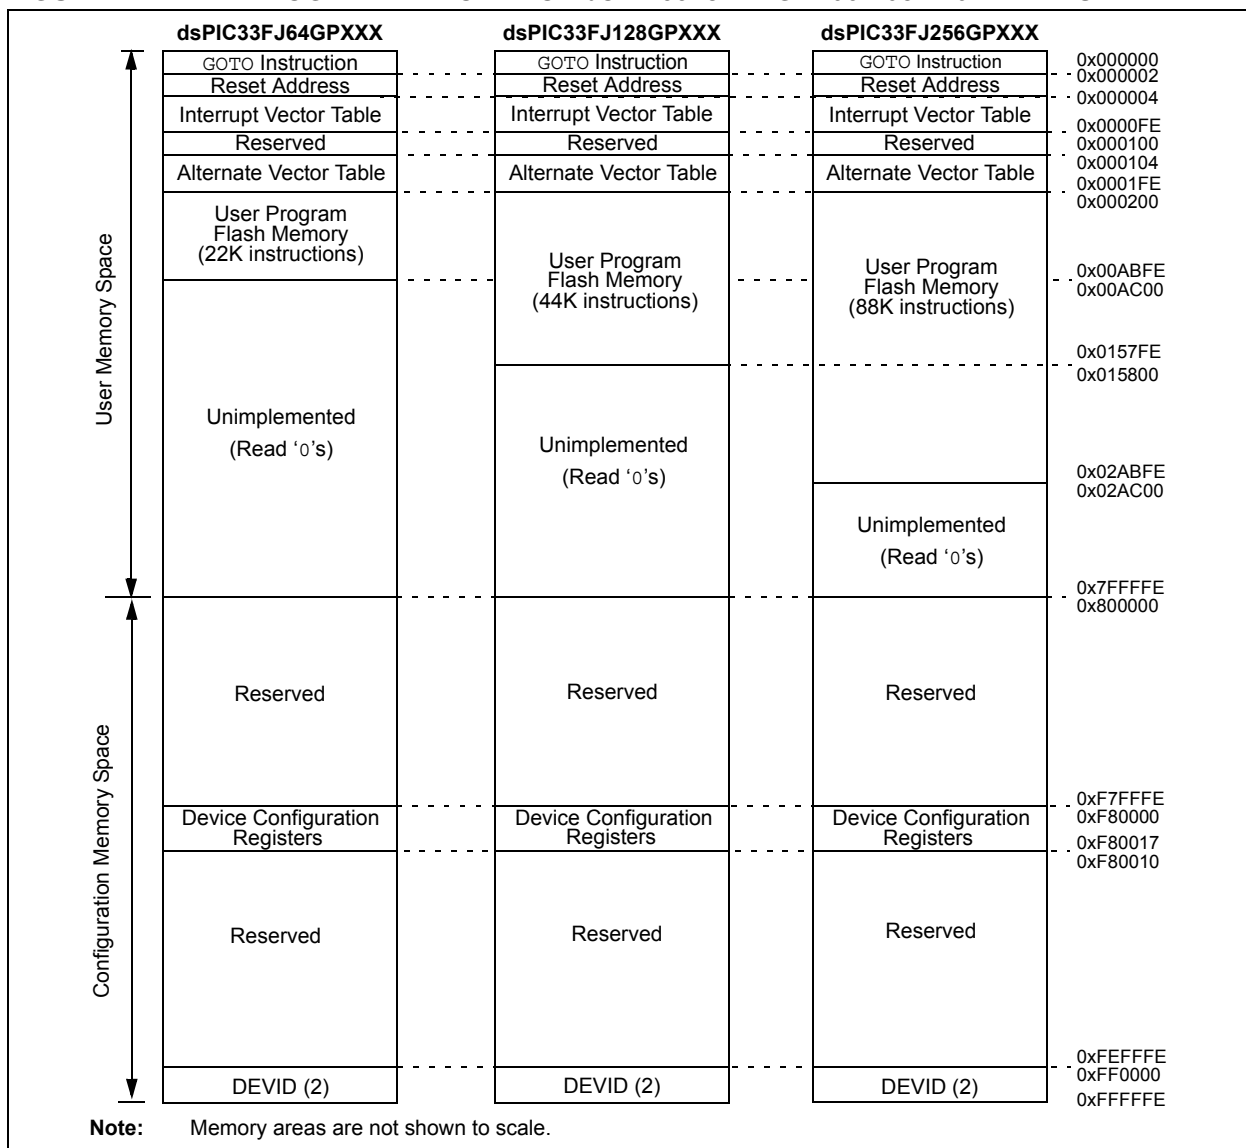 dsPIC33FJ64GPXXX
dsPIC33FJ128GPXXX
dsPIC33FJ256GPXXX
GOTO Instruction
GOTO Instruction
GOTO Instruction
0x000000
0x000002
Reset Address
Reset Address
Reset Address
0x000004
Interrupt Vector Table
Interrupt Vector Table
Interrupt Vector Table
0x0000FE
Reserved
Reserved
Reserved
0x000100
0x000104
Alternate Vector Table
Alternate Vector Table
Alternate Vector Table
0x0001FE
0x000200
User Program
Flash Memory
(22K instructions)
User Program
Flash Memory
(44K instructions)
User Program
Flash Memory
(88K instructions)
0x00ABFE
0x00AC00
0x0157FE
0x015800
User Memory Space
Unimplemented
(Read ‘0’s)
Unimplemented
(Read ‘0’s)
0x02ABFE
0x02AC00
Unimplemented
(Read ‘0’s)
0x7FFFFE
0x800000
Reserved
Reserved
Reserved
Configuration Memory Space
0xF7FFFE
0xF80000
Device Configuration
Registers
Device Configuration
Registers
Device Configuration
Registers
0xF80017
0xF80010
Reserved
Reserved
Reserved
0xFEFFFE
0xFF0000
DEVID (2)
DEVID (2)
DEVID (2)
0xFFFFFE
Note: Memory areas are not shown to scale.